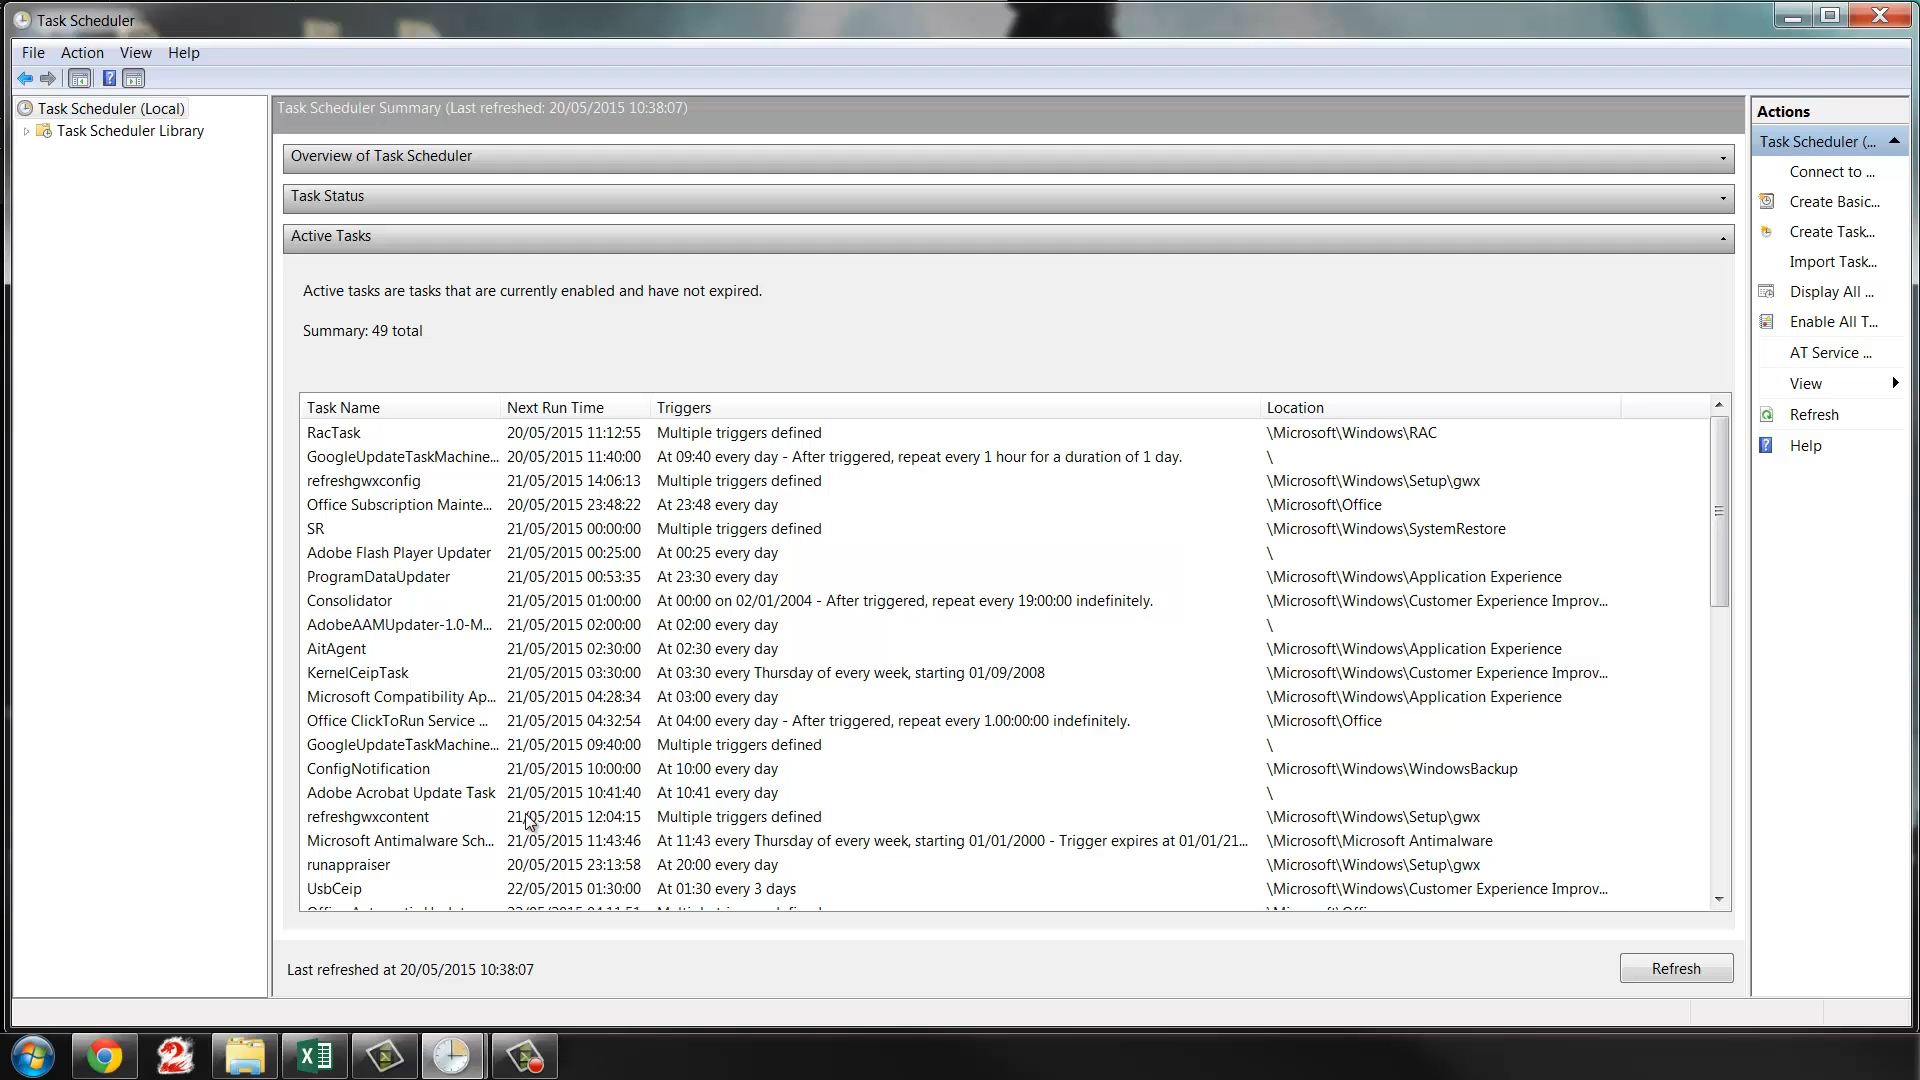 Task Scheduler
File Action View Help
Task Scheduler (Local)
Task Scheduler Library
Task Scheduler Summary (Last refreshed: 20/05/2015 10:38:07)
Overview of Task Scheduler
Task Status
Active Tasks
Active tasks are tasks that are currently enabled and have not expired.
Summary: 49 total
Task Name Next Run Time Triggers Location
RacTask 20/05/2015 11:12:55 Multiple triggers defined \Microsoft\Windows\RAC
GoogleUpdateTaskMachine... 20/05/2015 11:40:00 At 09:40 every day - After triggered, repeat every 1 hour for a duration of 1 day. \
refreshgwxconfig 21/05/2015 14:06:13 Multiple triggers defined \Microsoft\Windows\Setup\gwx
Office Subscription Mainte... 20/05/2015 23:48:22 At 23:48 every day \Microsoft\Office
SR 21/05/2015 00:00:00 Multiple triggers defined \Microsoft\Windows\SystemRestore
Adobe Flash Player Updater 21/05/2015 00:25:00 At 00:25 every day \
ProgramDataUpdater 21/05/2015 00:53:35 At 23:30 every day \Microsoft\Windows\Application Experience
Consolidator 21/05/2015 01:00:00 At 00:00 on 02/01/2004 - After triggered, repeat every 19:00:00 indefinitely. \Microsoft\Windows\Customer Experience Improv...
AdobeAAMUpdater-1.0-M... 21/05/2015 02:00:00 At 02:00 every day \
AitAgent 21/05/2015 02:30:00 At 02:30 every day \Microsoft\Windows\Application Experience
KernelCeipTask 21/05/2015 03:30:00 At 03:30 every Thursday of every week, starting 01/09/2008 \Microsoft\Windows\Customer Experience Improv...
Microsoft Compatibility Ap... 21/05/2015 04:28:34 At 03:00 every day \Microsoft\Windows\Application Experience
Office ClickToRun Service ... 21/05/2015 04:32:54 At 04:00 every day - After triggered, repeat every 1.00:00:00 indefinitely. \Microsoft\Office
GoogleUpdateTaskMachine... 21/05/2015 09:40:00 Multiple triggers defined \
ConfigNotification 21/05/2015 10:00:00 At 10:00 every day \Microsoft\Windows\WindowsBackup
Adobe Acrobat Update Task 21/05/2015 10:41:40 At 10:41 every day \
refreshgwxcontent 21/05/2015 12:04:15 Multiple triggers defined \Microsoft\Windows\Setup\gwx
Microsoft Antimalware Sch... 21/05/2015 11:43:46 At 11:43 every Thursday of every week, starting 01/01/2000 - Trigger expires at 01/01/21... \Microsoft\Microsoft Antimalware
runappraiser 20/05/2015 23:13:58 At 20:00 every day \Microsoft\Windows\Setup\gwx
UsbCeip 22/05/2015 01:30:00 At 01:30 every 3 days \Microsoft\Windows\Customer Experience Improv...
Last refreshed at 20/05/2015 10:38:07
Refresh
Actions
Task Scheduler (...
Connect to ...
Create Basic...
Create Task...
Import Task...
Display All ...
Enable All T...
AT Service ...
View
Refresh
Help